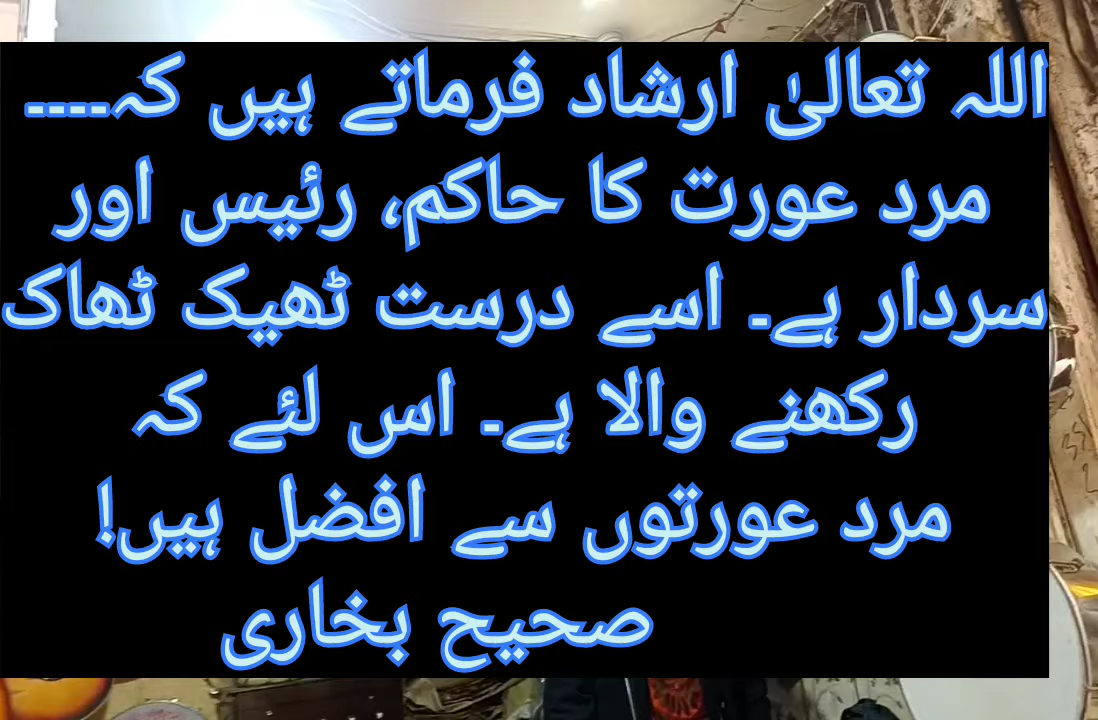 اللہ تعالیٰ ارشاد فرماتے ہیں کہ۔۔۔۔
مرد عورت کا حاکم، رئیس اور
سردار ہے۔ اسے درست ٹھیک ٹھاک
رکھنے والا ہے۔ اس لئے کہ
مرد عورتوں سے افضل ہیں!
صحیح بخاری